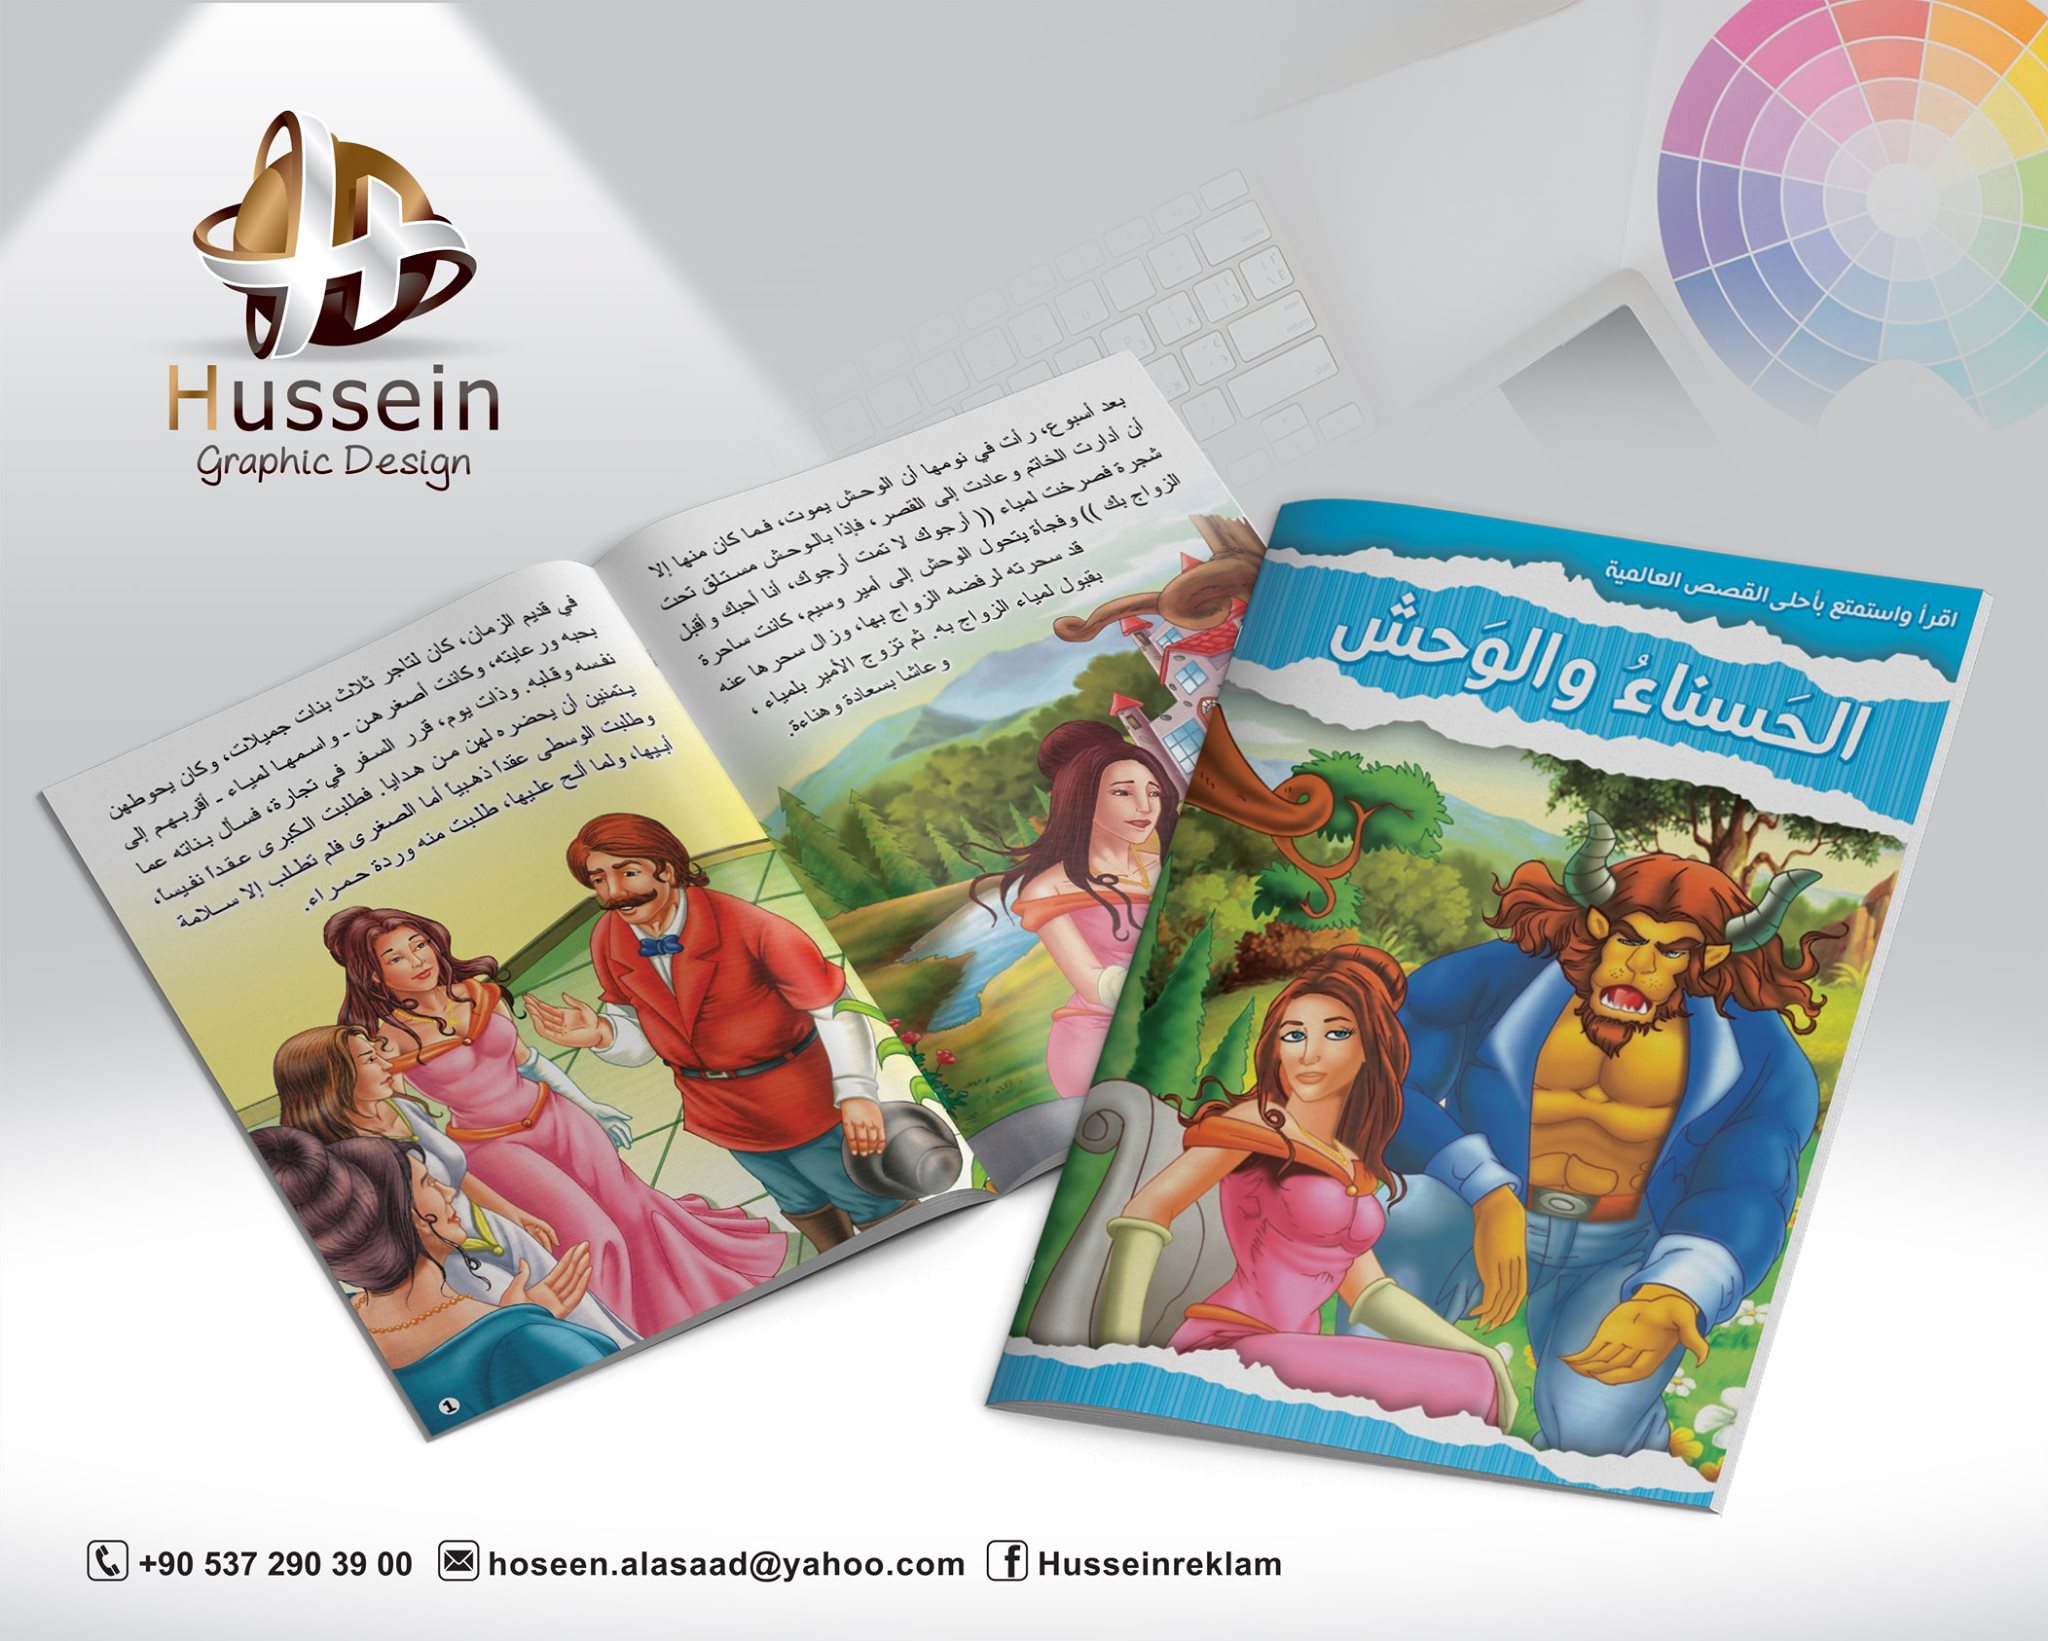 Hussein
Graphic Design
في قديم الزمان، كان لتاجر ثلاث بنات جميلات، وكان يحوطهن
بحبه ورعايته، وكانت أصغرهن - واسمها لمياء - أقربهم إلى
نفسه وقلبه. وذات يوم، قرر السفر في تجارة، فسأل بناته عما
يتمنين أن يحضره لهن من هدايا. فطلبت الكبرى عقداً نفيساً،
وطلبت الوسطى عقداً ذهبياً أما الصغرى فلم تطلب إلا سلامة
أبيها، ولما ألح عليها، طلبت منه وردة حمراء.
1
بعد أسبوع، رأت في نومها أن الوحش يموت، فما كان منها إلا
أن أدارت الخاتم وعادت إلى القصر، فإذا بالوحش مستلق تحت
شجرة فصرخت لمياء (( أرجوك لا تمت أرجوك، أنا أحبك وأقبل
الزواج بك )) وفجأة يتحول الوحش إلى أمير وسيم، كانت ساحرة
قد سحرته لرفضه الزواج بها، وزال سحرها عنه
بقبول لمياء الزواج به. ثم تزوج الأمير بلمياء ،
وعاشا بسعادة وهناءة.
اقرأ واستمتع بأحلى القصص العالمية
الحَسناءُ والوَحش
+90 537 290 39 00
hoseen.alasaad@yahoo.com
Husseinreklam